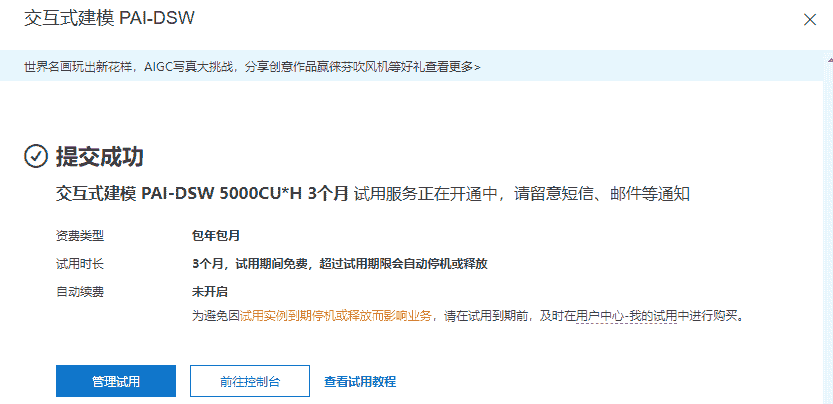 交互式建模 PAI-DSW
世界名画玩出新花样，AIGC写真大挑战，分享创意作品赢徕芬吹风机等好礼查看更多>
提交成功
交互式建模 PAI-DSW 5000CU*H 3个月 试用服务正在开通中，请留意短信、邮件等通知
资费类型 包年包月
试用时长 3个月，试用期间免费，超过试用期限会自动停机或释放
自动续费 未开启
为避免因试用实例到期停机或释放而影响业务，请在试用到期前，及时在用户中心-我的试用中进行购买。
管理试用 前往控制台 查看试用教程